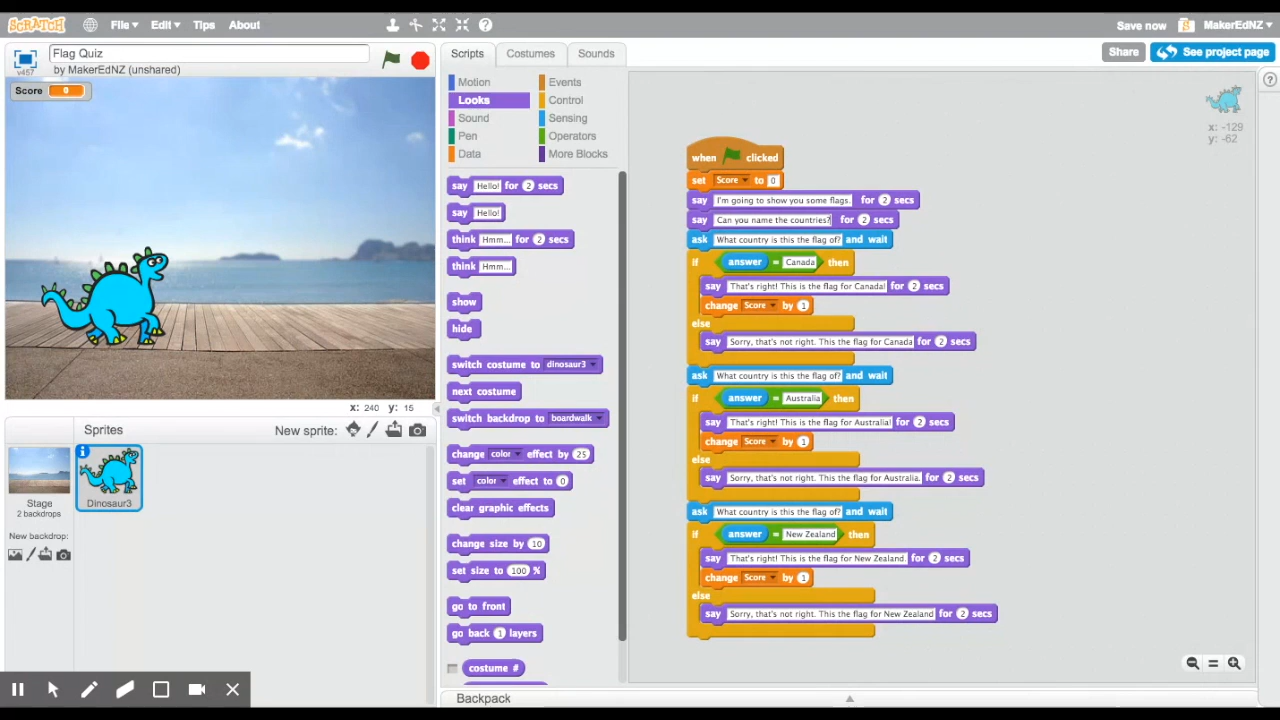 SCRATCH File Edit Tips About Save now MakerEdNZ
v457 Flag Quiz
by MakerEdNZ (unshared)
Scripts Costumes Sounds Share See project page
Score 0
Motion Events
Looks Control
Sound Sensing
Pen Operators
Data More Blocks
say Hello! for 2 secs
say Hello!
think Hmm... for 2 secs
think Hmm...
show
hide
switch costume to dinosaur3
next costume
switch backdrop to boardwalk
change color effect by 25
set color effect to 0
clear graphic effects
change size by 10
set size to 100 %
go to front
go back 1 layers
costume #
x: -129
y: -62
when clicked
set Score to 0
say I'm going to show you some flags. for 2 secs
say Can you name the countries? for 2 secs
ask What country is this the flag of? and wait
if answer = Canada then
say That's right! This is the flag for Canada! for 2 secs
change Score by 1
else
say Sorry, that's not right. This the flag for Canada for 2 secs
ask What country is this the flag of? and wait
if answer = Australia then
say That's right! This is the flag for Australia! for 2 secs
change Score by 1
else
say Sorry, that's not right. This the flag for Australia. for 2 secs
ask What country is this the flag of? and wait
if answer = New Zealand then
say That's right! This is the flag for New Zealand. for 2 secs
change Score by 1
else
say Sorry, that's not right. This the flag for New Zealand for 2 secs
x: 240 y: 15
Sprites New sprite:
Stage
2 backdrops
New backdrop:
Dinosaur3
Backpack